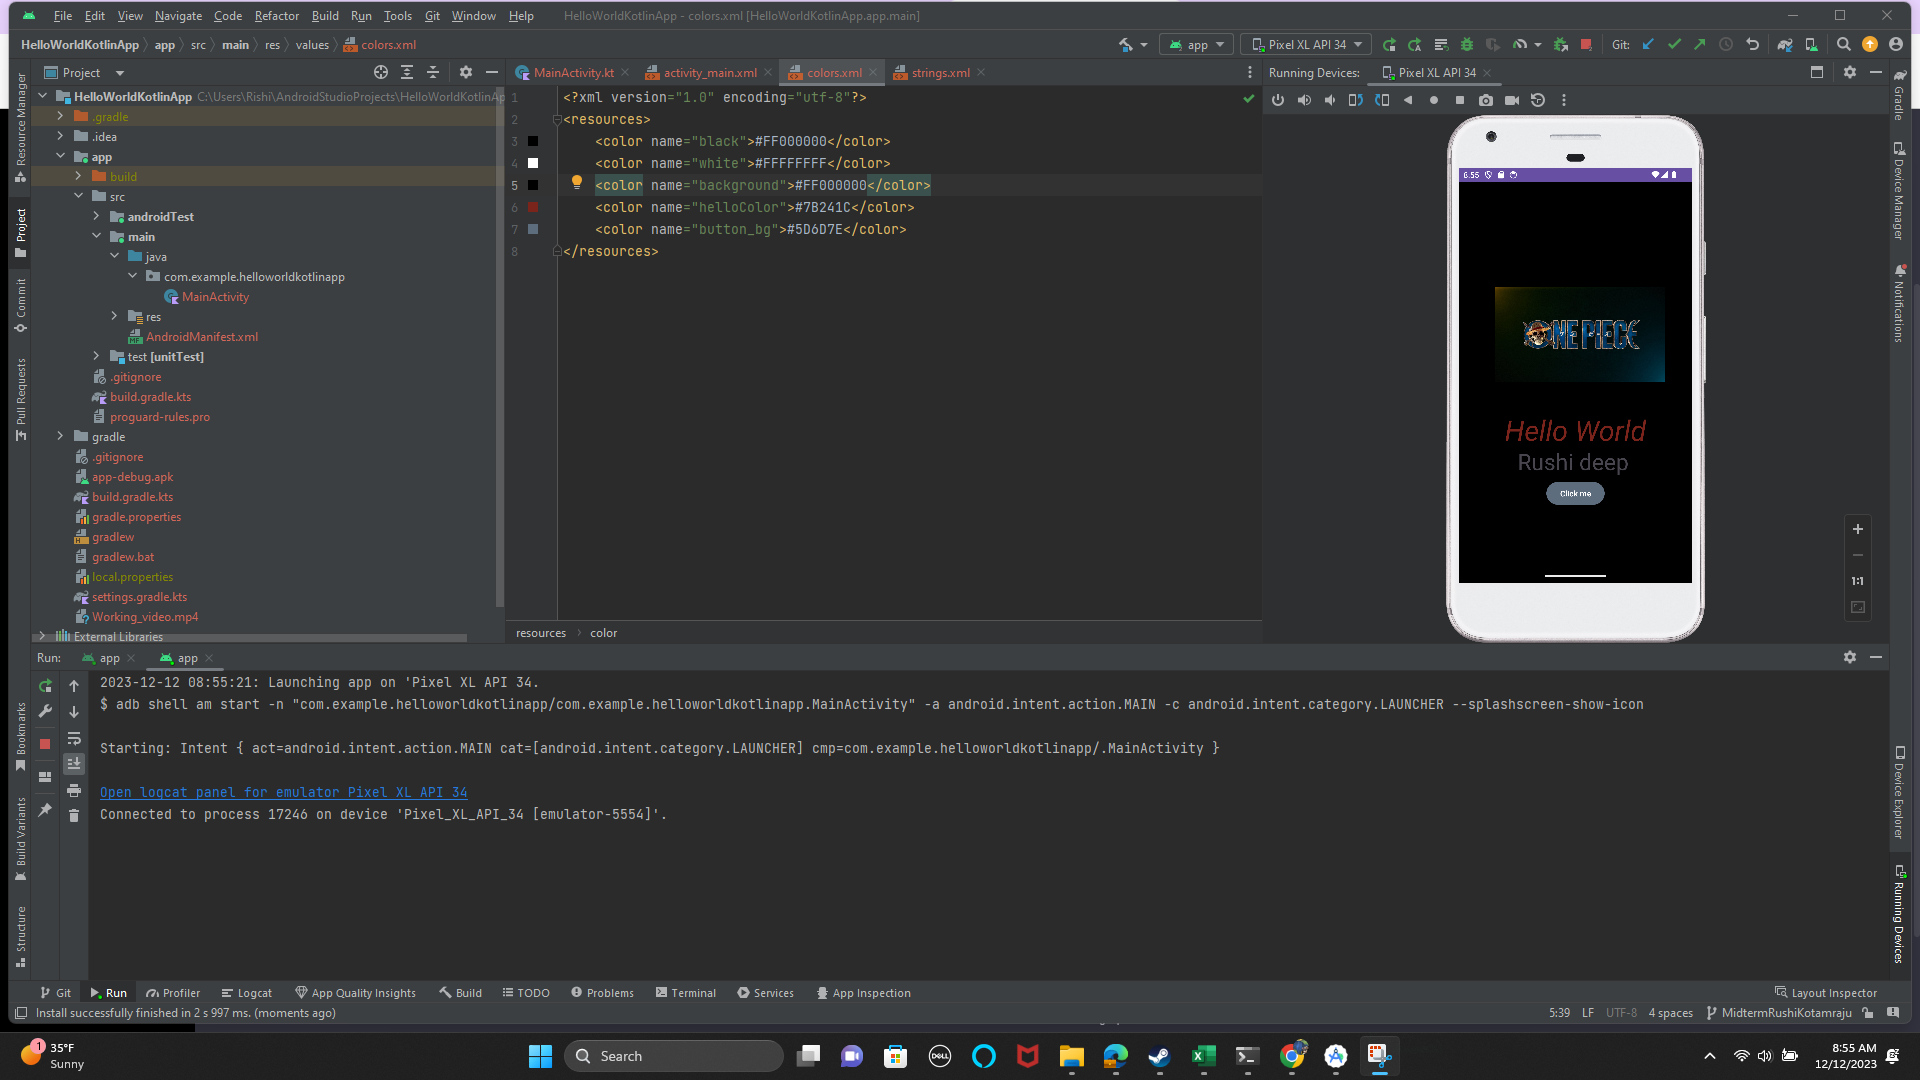 File Edit View Navigate Code Refactor Build Run Tools Git Window Help HelloWorldKotlinApp - colors.xml [HelloWorldKotlinApp.app.main]
HelloWorldKotlinApp app src main res values colors.xml app Pixel XL API 34 Git:
Project MainActivity.kt activity_main.xml colors.xml strings.xml Running Devices: Pixel XL API 34
HelloWorldKotlinApp C:\Users\Rishi\AndroidStudioProjects\HelloWorldKotlinAp
.gradle
.idea
app
build
src
androidTest
main
java
com.example.helloworldkotlinapp
MainActivity
res
AndroidManifest.xml
test [unitTest]
.gitignore
build.gradle.kts
proguard-rules.pro
gradle
.gitignore
app-debug.apk
build.gradle.kts
gradle.properties
gradlew
gradlew.bat
local.properties
settings.gradle.kts
Working_video.mp4
External Libraries
1 <?xml version="1.0" encoding="utf-8"?>
2 <resources>
3 <color name="black">#FF000000</color>
4 <color name="white">#FFFFFFFF</color>
5 <color name="background">#FF000000</color>
6 <color name="helloColor">#7B241C</color>
7 <color name="button_bg">#5D6D7E</color>
8 </resources>
resources color
6:55
ONE PIECE
Hello World
Rushi deep
Click me
1:1
Resource Manager
Project
Commit
Pull Requests
Bookmarks
Build Variants
Structure
Gradle
Device Manager
Notifications
Device Explorer
Running Devices
Run: app app
2023-12-12 08:55:21: Launching app on 'Pixel XL API 34.
$ adb shell am start -n "com.example.helloworldkotlinapp/com.example.helloworldkotlinapp.MainActivity" -a android.intent.action.MAIN -c android.intent.category.LAUNCHER --splashscreen-show-icon
Starting: Intent { act=android.intent.action.MAIN cat=[android.intent.category.LAUNCHER] cmp=com.example.helloworldkotlinapp/.MainActivity }
Open logcat panel for emulator Pixel XL API 34
Connected to process 17246 on device 'Pixel_XL_API_34 [emulator-5554]'.
Git Run Profiler Logcat App Quality Insights Build TODO Problems Terminal Services App Inspection Layout Inspector
Install successfully finished in 2 s 997 ms. (moments ago) 5:39 LF UTF-8 4 spaces MidtermRushiKotamraju
1 35°F
Sunny
Search
DELL
8:55 AM
12/12/2023